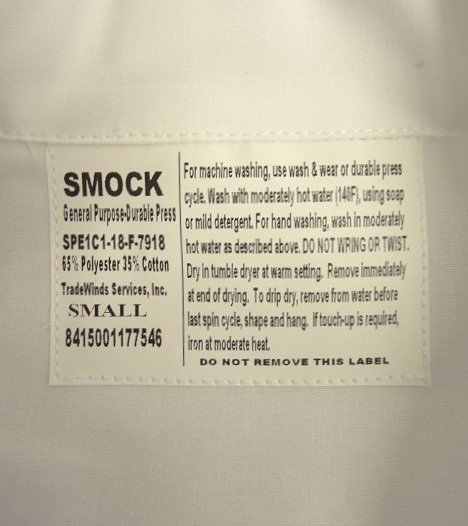 SMOCK
General Purpose-Durable Press
SPE1C1-18-F-7918
65% Polyester 35% Cotton
TradeWinds Services, Inc.
SMALL
8415001177546
For machine washing, use wash & wear or durable press
cycle. Wash with moderately hot water (140F), using soap
or mild detergent. For hand washing, wash in moderately
hot water as described above. DO NOT WRING OR TWIST.
Dry in tumble dryer at warm setting. Remove immediately
at end of drying. To drip dry, remove from water before
last spin cycle, shape and hang. If touch-up is required,
iron at moderate heat.
DO NOT REMOVE THIS LABEL